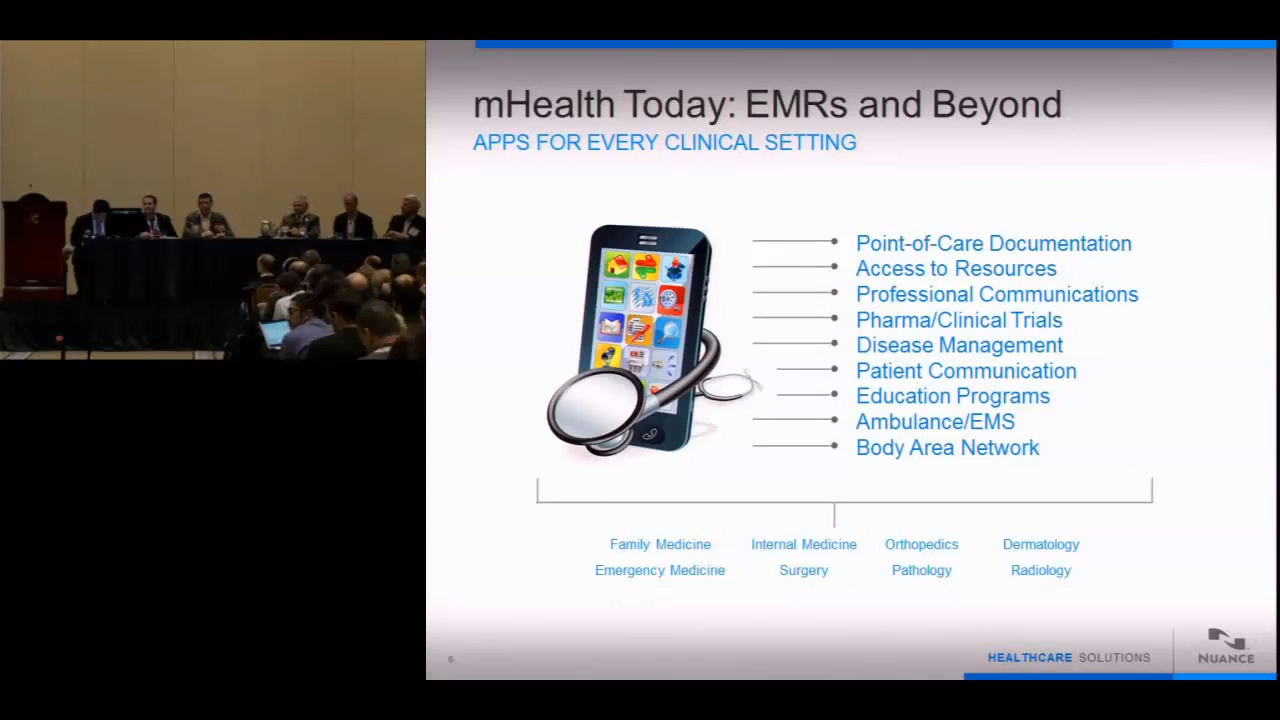 mHealth Today: EMRs and Beyond
APPS FOR EVERY CLINICAL SETTING
Point-of-Care Documentation
Access to Resources
Professional Communications
Pharma/Clinical Trials
Disease Management
Patient Communication
Education Programs
Ambulance/EMS
Body Area Network
Family Medicine Internal Medicine Orthopedics Dermatology
Emergency Medicine Surgery Pathology Radiology
6
HEALTHCARE SOLUTIONS
NUANCE